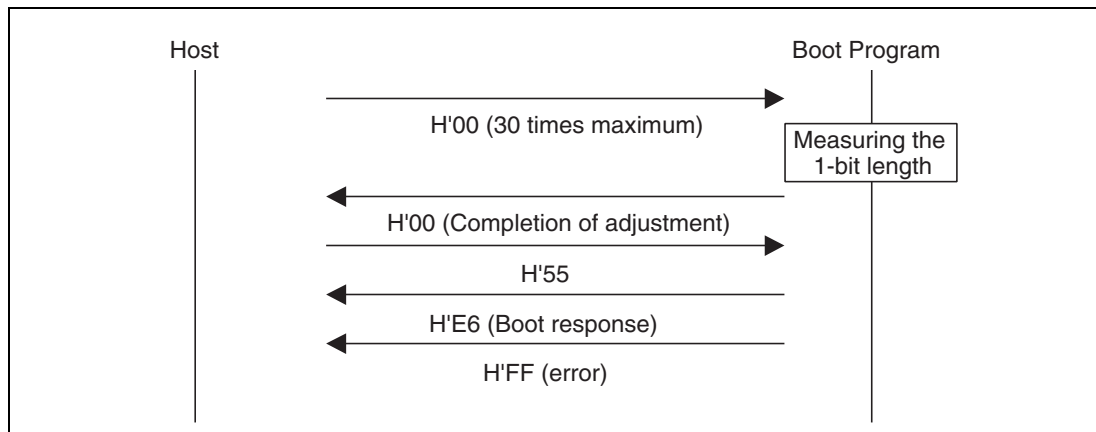 Host
Boot Program
H'00 (30 times maximum)
Measuring the
1-bit length
H'00 (Completion of adjustment)
H'55
H'E6 (Boot response)
H'FF (error)